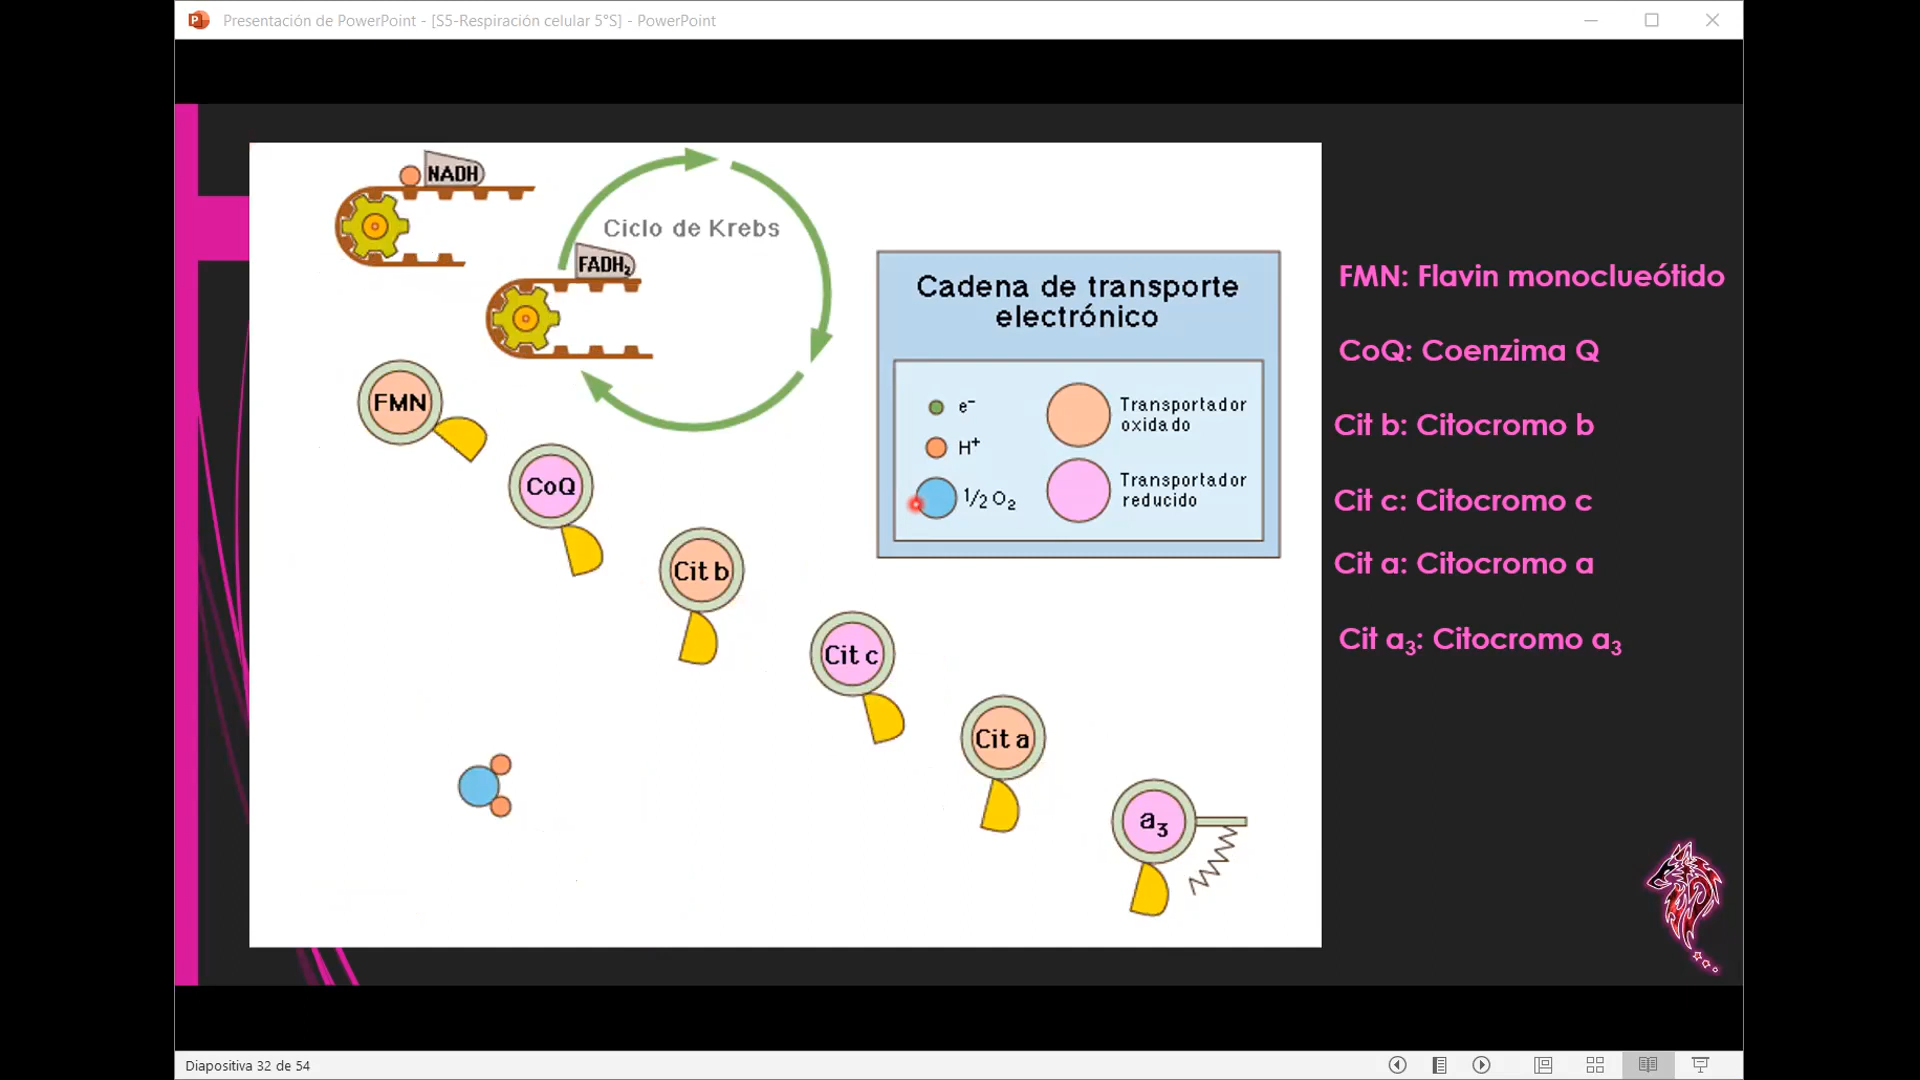 Presentación de PowerPoint - [S5-Respiración celular 5°S] - PowerPoint
NADH
Ciclo de Krebs
FADH₂
FMN
CoQ
Cit b
Cit c
Cit a
a₃
Cadena de transporte
electrónico
e⁻
H⁺
1/2 O₂
Transportador
oxidado
Transportador
reducido
FMN: Flavin monoclueótido
CoQ: Coenzima Q
Cit b: Citocromo b
Cit c: Citocromo c
Cit a: Citocromo a
Cit a₃: Citocromo a₃
Diapositiva 32 de 54